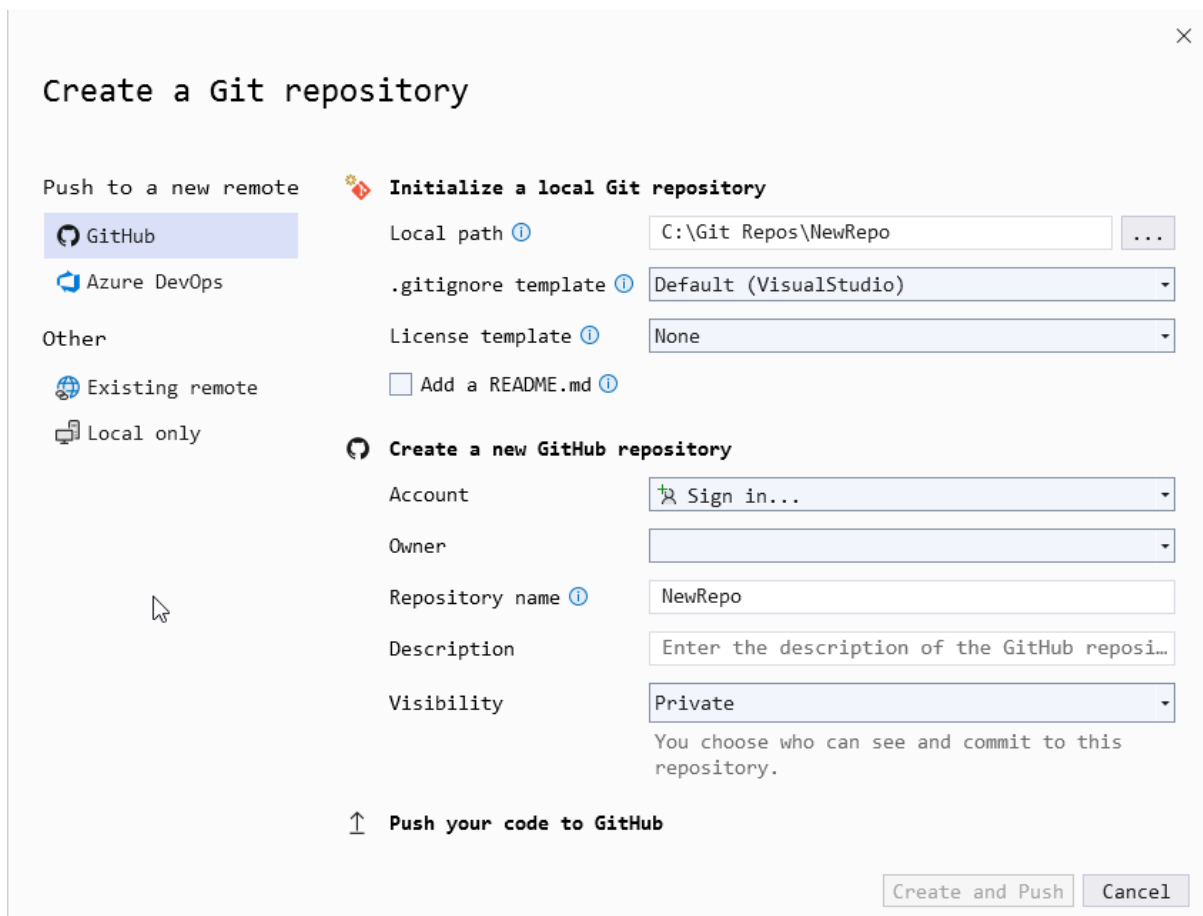 Create a Git repository
Push to a new remote
GitHub
Azure DevOps
Other
Existing remote
Local only
Initialize a local Git repository
Local path C:\Git Repos\NewRepo ...
.gitignore template Default (VisualStudio)
License template None
Add a README.md
Create a new GitHub repository
Account Sign in...
Owner
Repository name NewRepo
Description Enter the description of the GitHub reposi…
Visibility Private
You choose who can see and commit to this
repository.
Push your code to GitHub
Create and Push Cancel